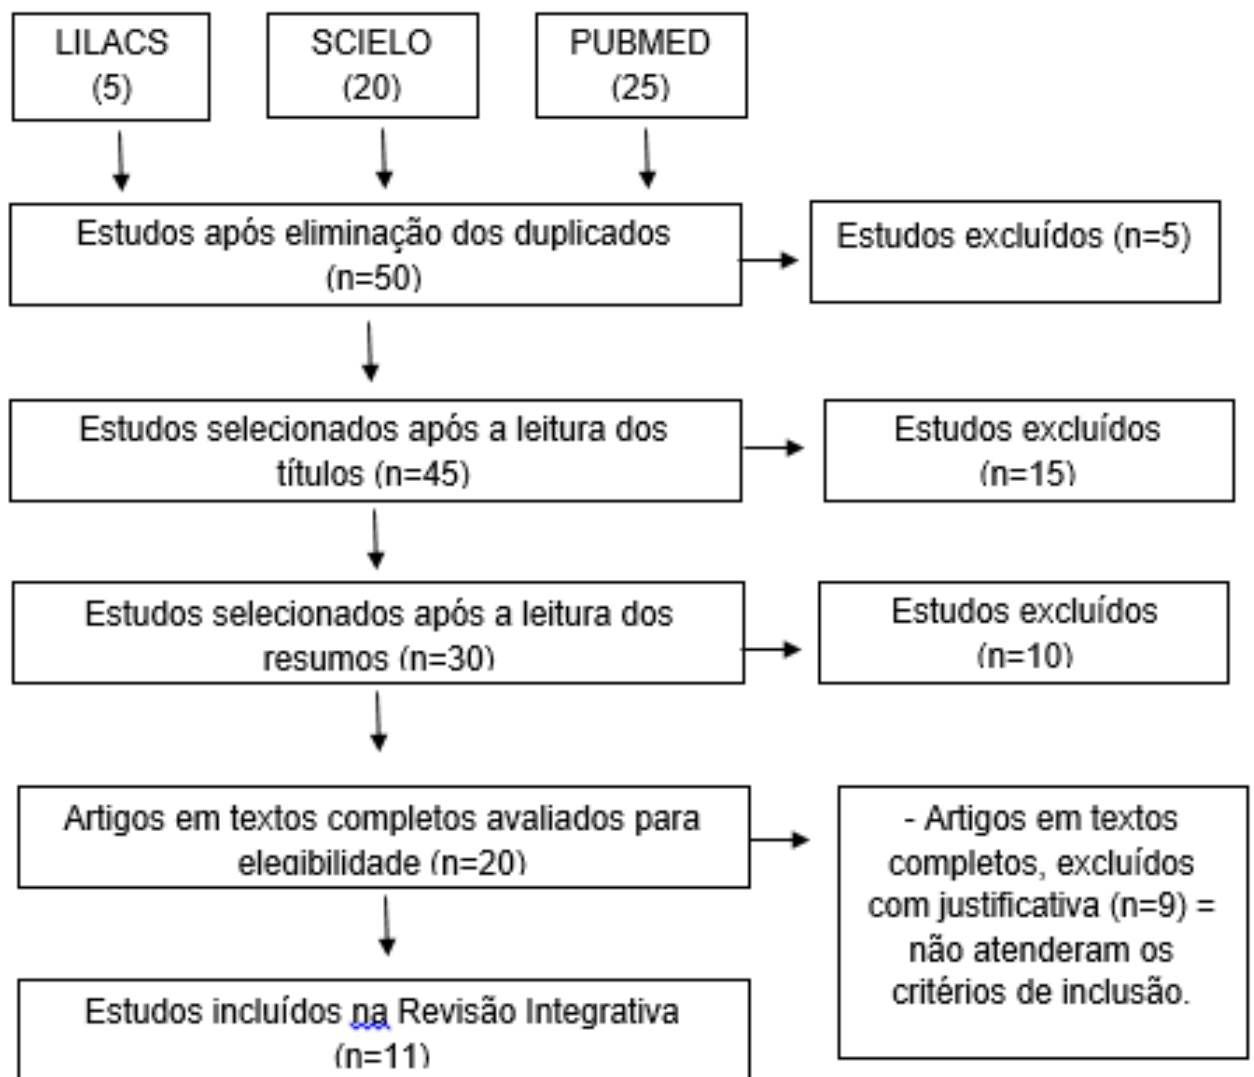 LILACS
(5)
SCIELO
(20)
PUBMED
(25)
Estudos após eliminação dos duplicados
(n=50)
Estudos excluídos (n=5)
Estudos selecionados após a leitura dos
títulos (n=45)
Estudos excluídos
(n=15)
Estudos selecionados após a leitura dos
resumos (n=30)
Estudos excluídos
(n=10)
Artigos em textos completos avaliados para
elegibilidade (n=20)
- Artigos em textos
completos, excluídos
com justificativa (n=9) =
não atenderam os
critérios de inclusão.
Estudos incluídos na Revisão Integrativa
(n=11)